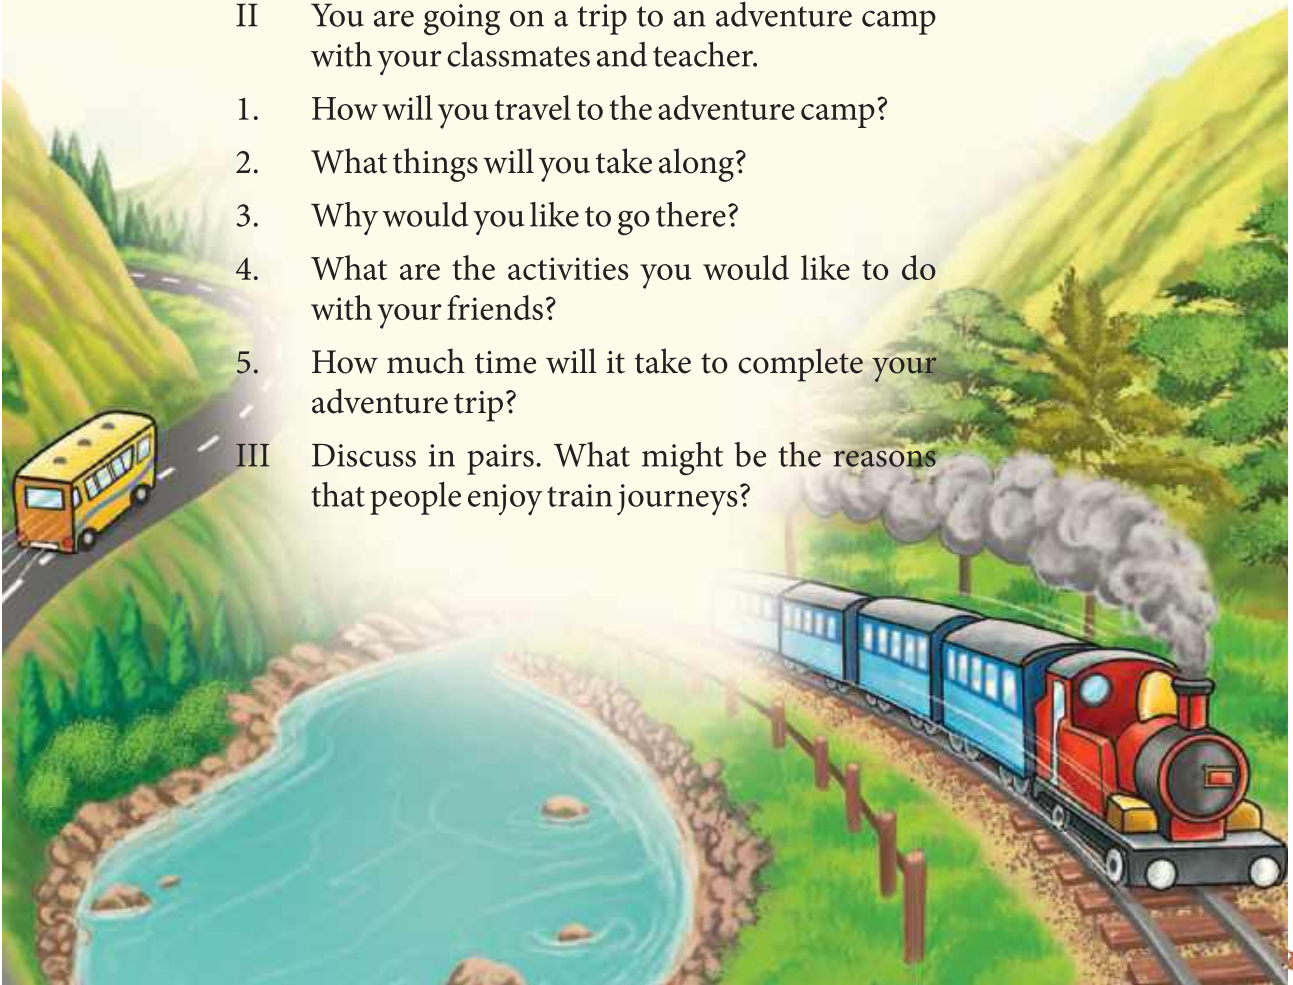 II You are going on a trip to an adventure camp
with your classmates and teacher.
1. How will you travel to the adventure camp?
2. What things will you take along?
3. Why would you like to go there?
4. What are the activities you would like to do
with your friends?
5. How much time will it take to complete your
adventure trip?
III Discuss in pairs. What might be the reasons
that people enjoy train journeys?